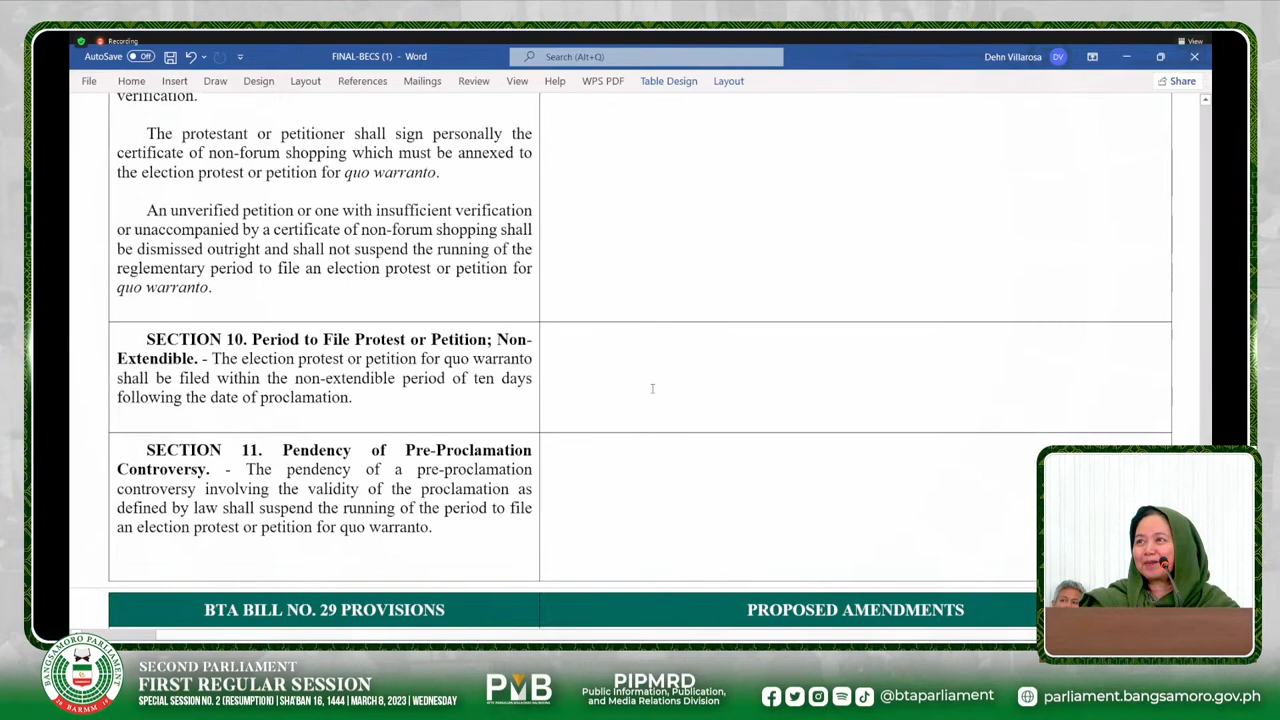 Recording
View
AutoSave Off
FINAL-BECS (1) - Word
Search (Alt+Q)
Dehn Villarosa
DV
File Home Insert Draw Design Layout References Mailings Review View Help WPS PDF Table Design Layout
Share
verification.
The protestant or petitioner shall sign personally the
certificate of non-forum shopping which must be annexed to
the election protest or petition for quo warranto.
An unverified petition or one with insufficient verification
or unaccompanied by a certificate of non-forum shopping shall
be dismissed outright and shall not suspend the running of the
reglementary period to file an election protest or petition for
quo warranto.
SECTION 10. Period to File Protest or Petition; Non-
Extendible. - The election protest or petition for quo warranto
shall be filed within the non-extendible period of ten days
following the date of proclamation.
SECTION 11. Pendency of Pre-Proclamation
Controversy. - The pendency of a pre-proclamation
controversy involving the validity of the proclamation as
defined by law shall suspend the running of the period to file
an election protest or petition for quo warranto.
BTA BILL NO. 29 PROVISIONS
PROPOSED AMENDMENTS
BANGSAMORO PARLIAMENT
BARMM
SECOND PARLIAMENT
FIRST REGULAR SESSION
SPECIAL SESSION NO. 2 (RESUMPTION) | SHA'BAN 16, 1444 | MARCH 8, 2023 | WEDNESDAY
PMB
PIPMRD
Public Information, Publication,
and Media Relations Division
@btaparliament
parliament.bangsamoro.gov.ph